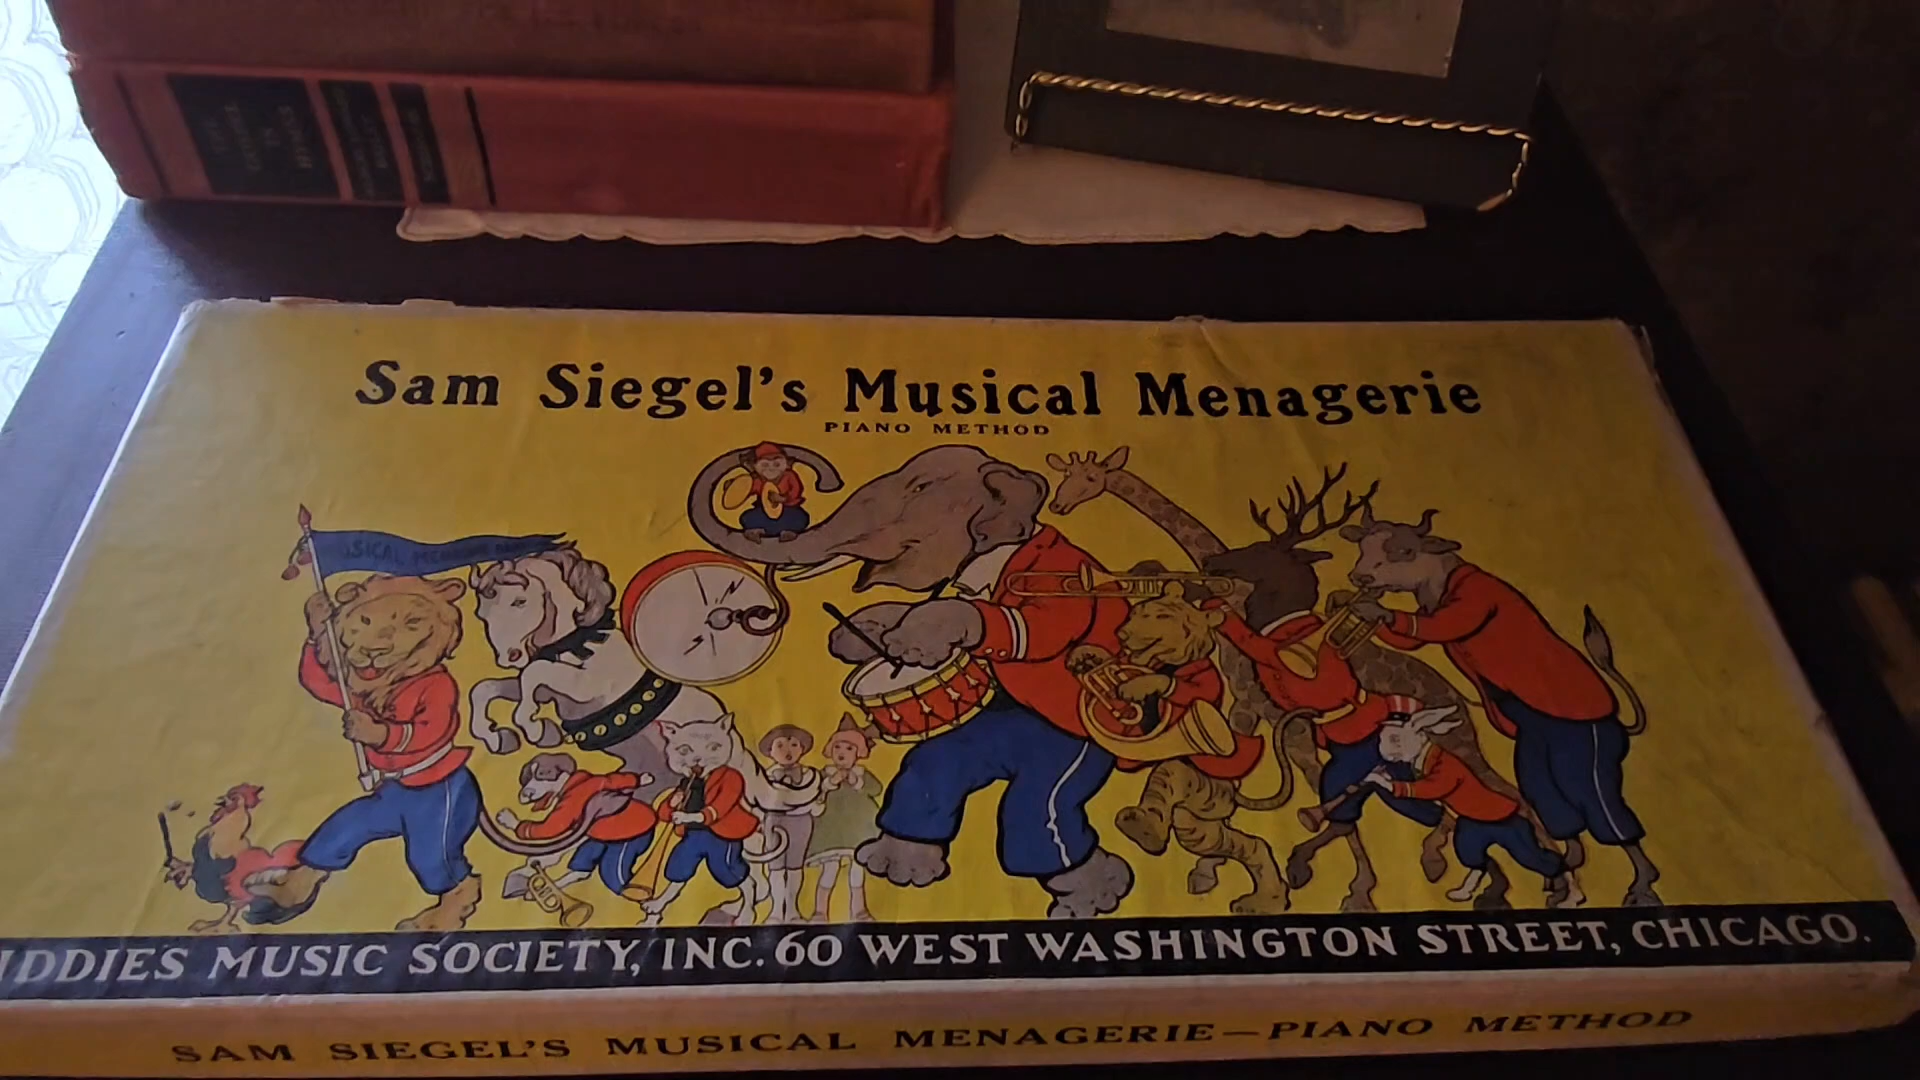 Sam Siegel's Musical Menagerie
PIANO METHOD
MUSICAL
IDDIES MUSIC SOCIETY, INC. 60 WEST WASHINGTON STREET, CHICAGO.
SAM SIEGEL'S MUSICAL MENAGERIE—PIANO METHOD